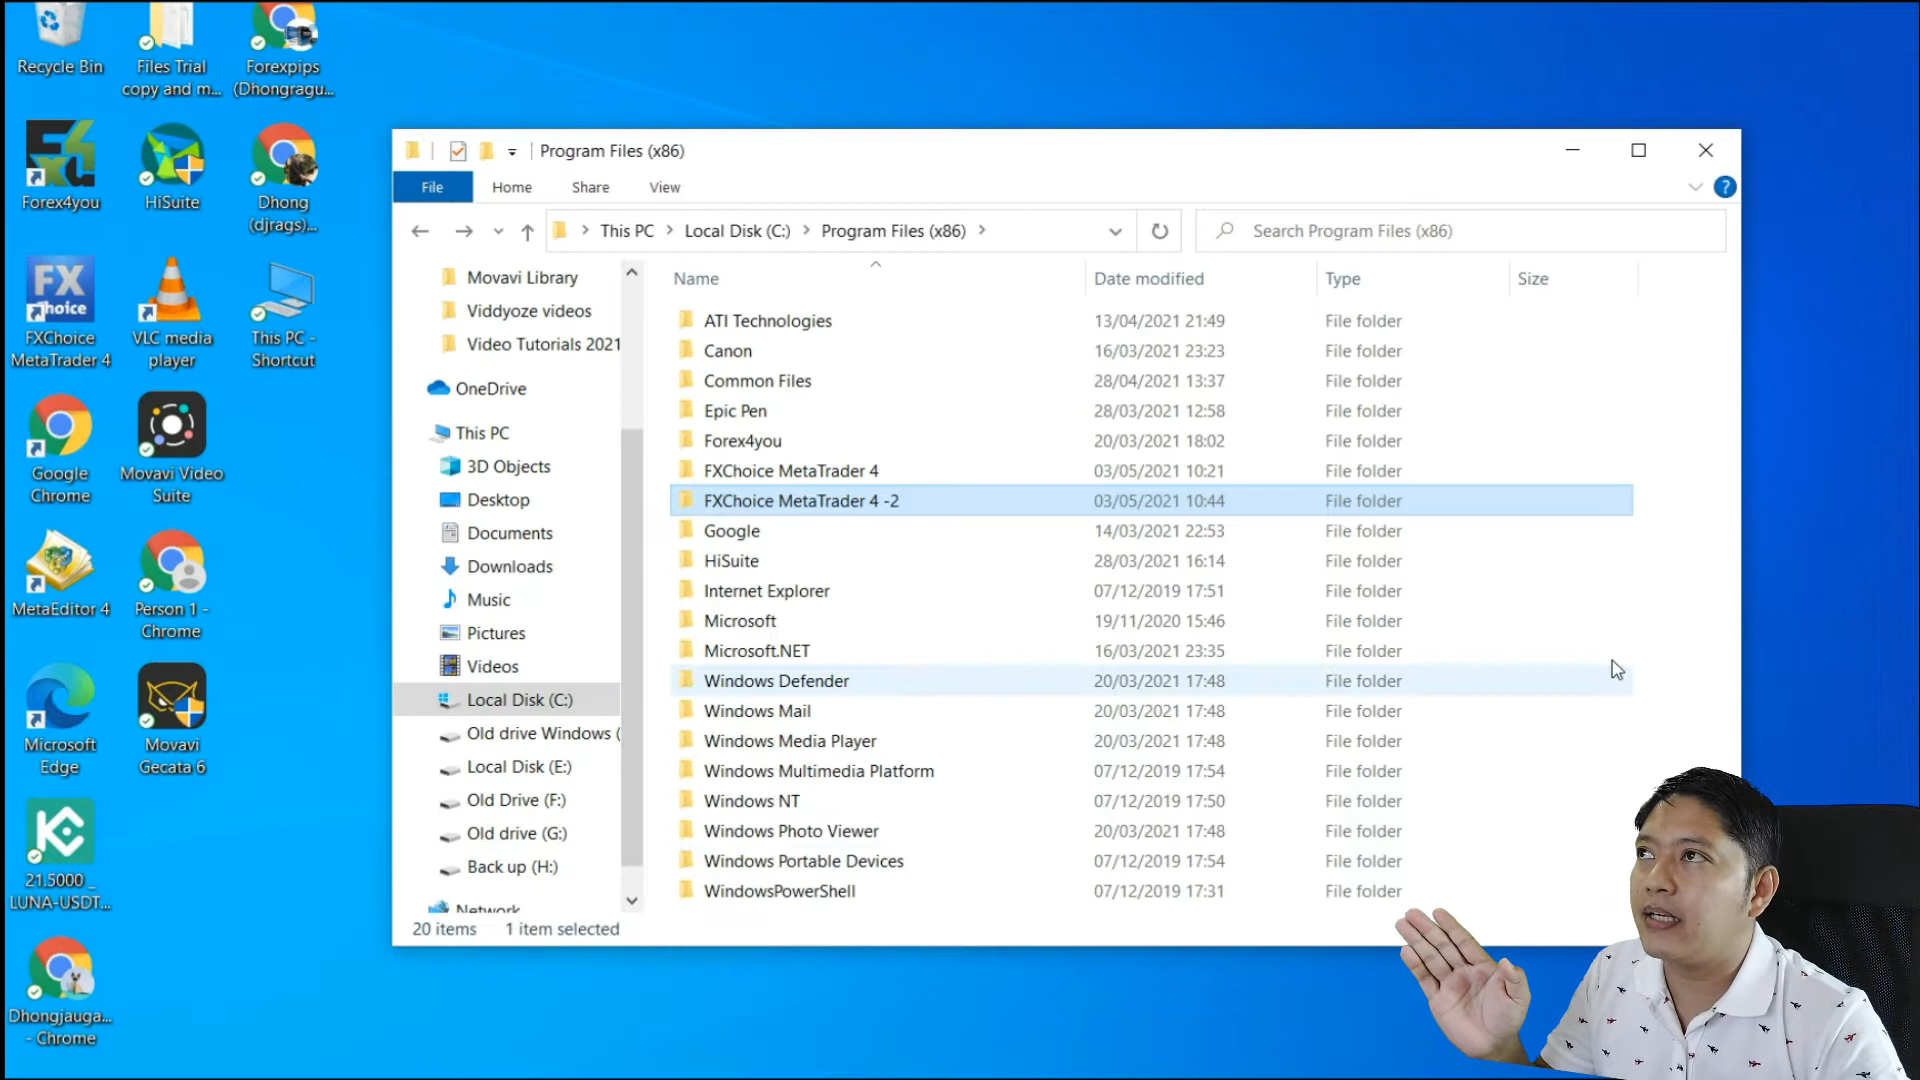 Recycle Bin
Files Trial
copy and m...
Forexpips
(Dhongragu...
Forex4you
HiSuite
Dhong
(djrags)...
FX
Choice
FXChoice
MetaTrader 4
VLC media
player
This PC -
Shortcut
Google
Chrome
Movavi Video
Suite
MetaEditor 4
Person 1 -
Chrome
Microsoft
Edge
Movavi
Gecata 6
21.5000 _
LUNA-USDT...
Dhongjauga...
- Chrome
Program Files (x86)
File Home Share View
This PC > Local Disk (C:) > Program Files (x86) >
Search Program Files (x86)
Movavi Library
Viddyoze videos
Video Tutorials 2021
OneDrive
This PC
3D Objects
Desktop
Documents
Downloads
Music
Pictures
Videos
Local Disk (C:)
Old drive Windows (
Local Disk (E:)
Old Drive (F:)
Old drive (G:)
Back up (H:)
Network
Name Date modified Type Size
ATI Technologies 13/04/2021 21:49 File folder
Canon 16/03/2021 23:23 File folder
Common Files 28/04/2021 13:37 File folder
Epic Pen 28/03/2021 12:58 File folder
Forex4you 20/03/2021 18:02 File folder
FXChoice MetaTrader 4 03/05/2021 10:21 File folder
FXChoice MetaTrader 4 -2 03/05/2021 10:44 File folder
Google 14/03/2021 22:53 File folder
HiSuite 28/03/2021 16:14 File folder
Internet Explorer 07/12/2019 17:51 File folder
Microsoft 19/11/2020 15:46 File folder
Microsoft.NET 16/03/2021 23:35 File folder
Windows Defender 20/03/2021 17:48 File folder
Windows Mail 20/03/2021 17:48 File folder
Windows Media Player 20/03/2021 17:48 File folder
Windows Multimedia Platform 07/12/2019 17:54 File folder
Windows NT 07/12/2019 17:50 File folder
Windows Photo Viewer 20/03/2021 17:48 File folder
Windows Portable Devices 07/12/2019 17:54 File folder
WindowsPowerShell 07/12/2019 17:31 File folder
20 items 1 item selected